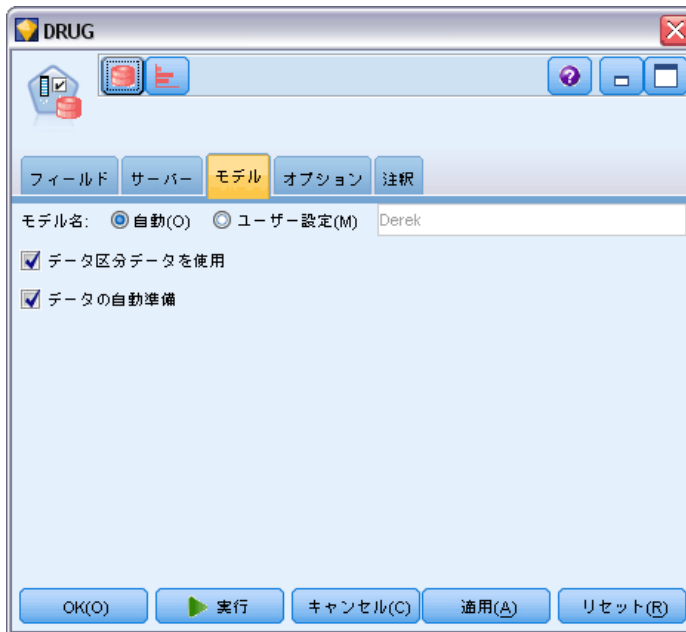 DRUG
フィールド サーバー モデル オプション 注釈
モデル名: 自動(O) ユーザー設定(M) Derek
データ区分データを使用
データの自動準備
OK(O) 実行 キャンセル(C) 適用(A) リセット(R)